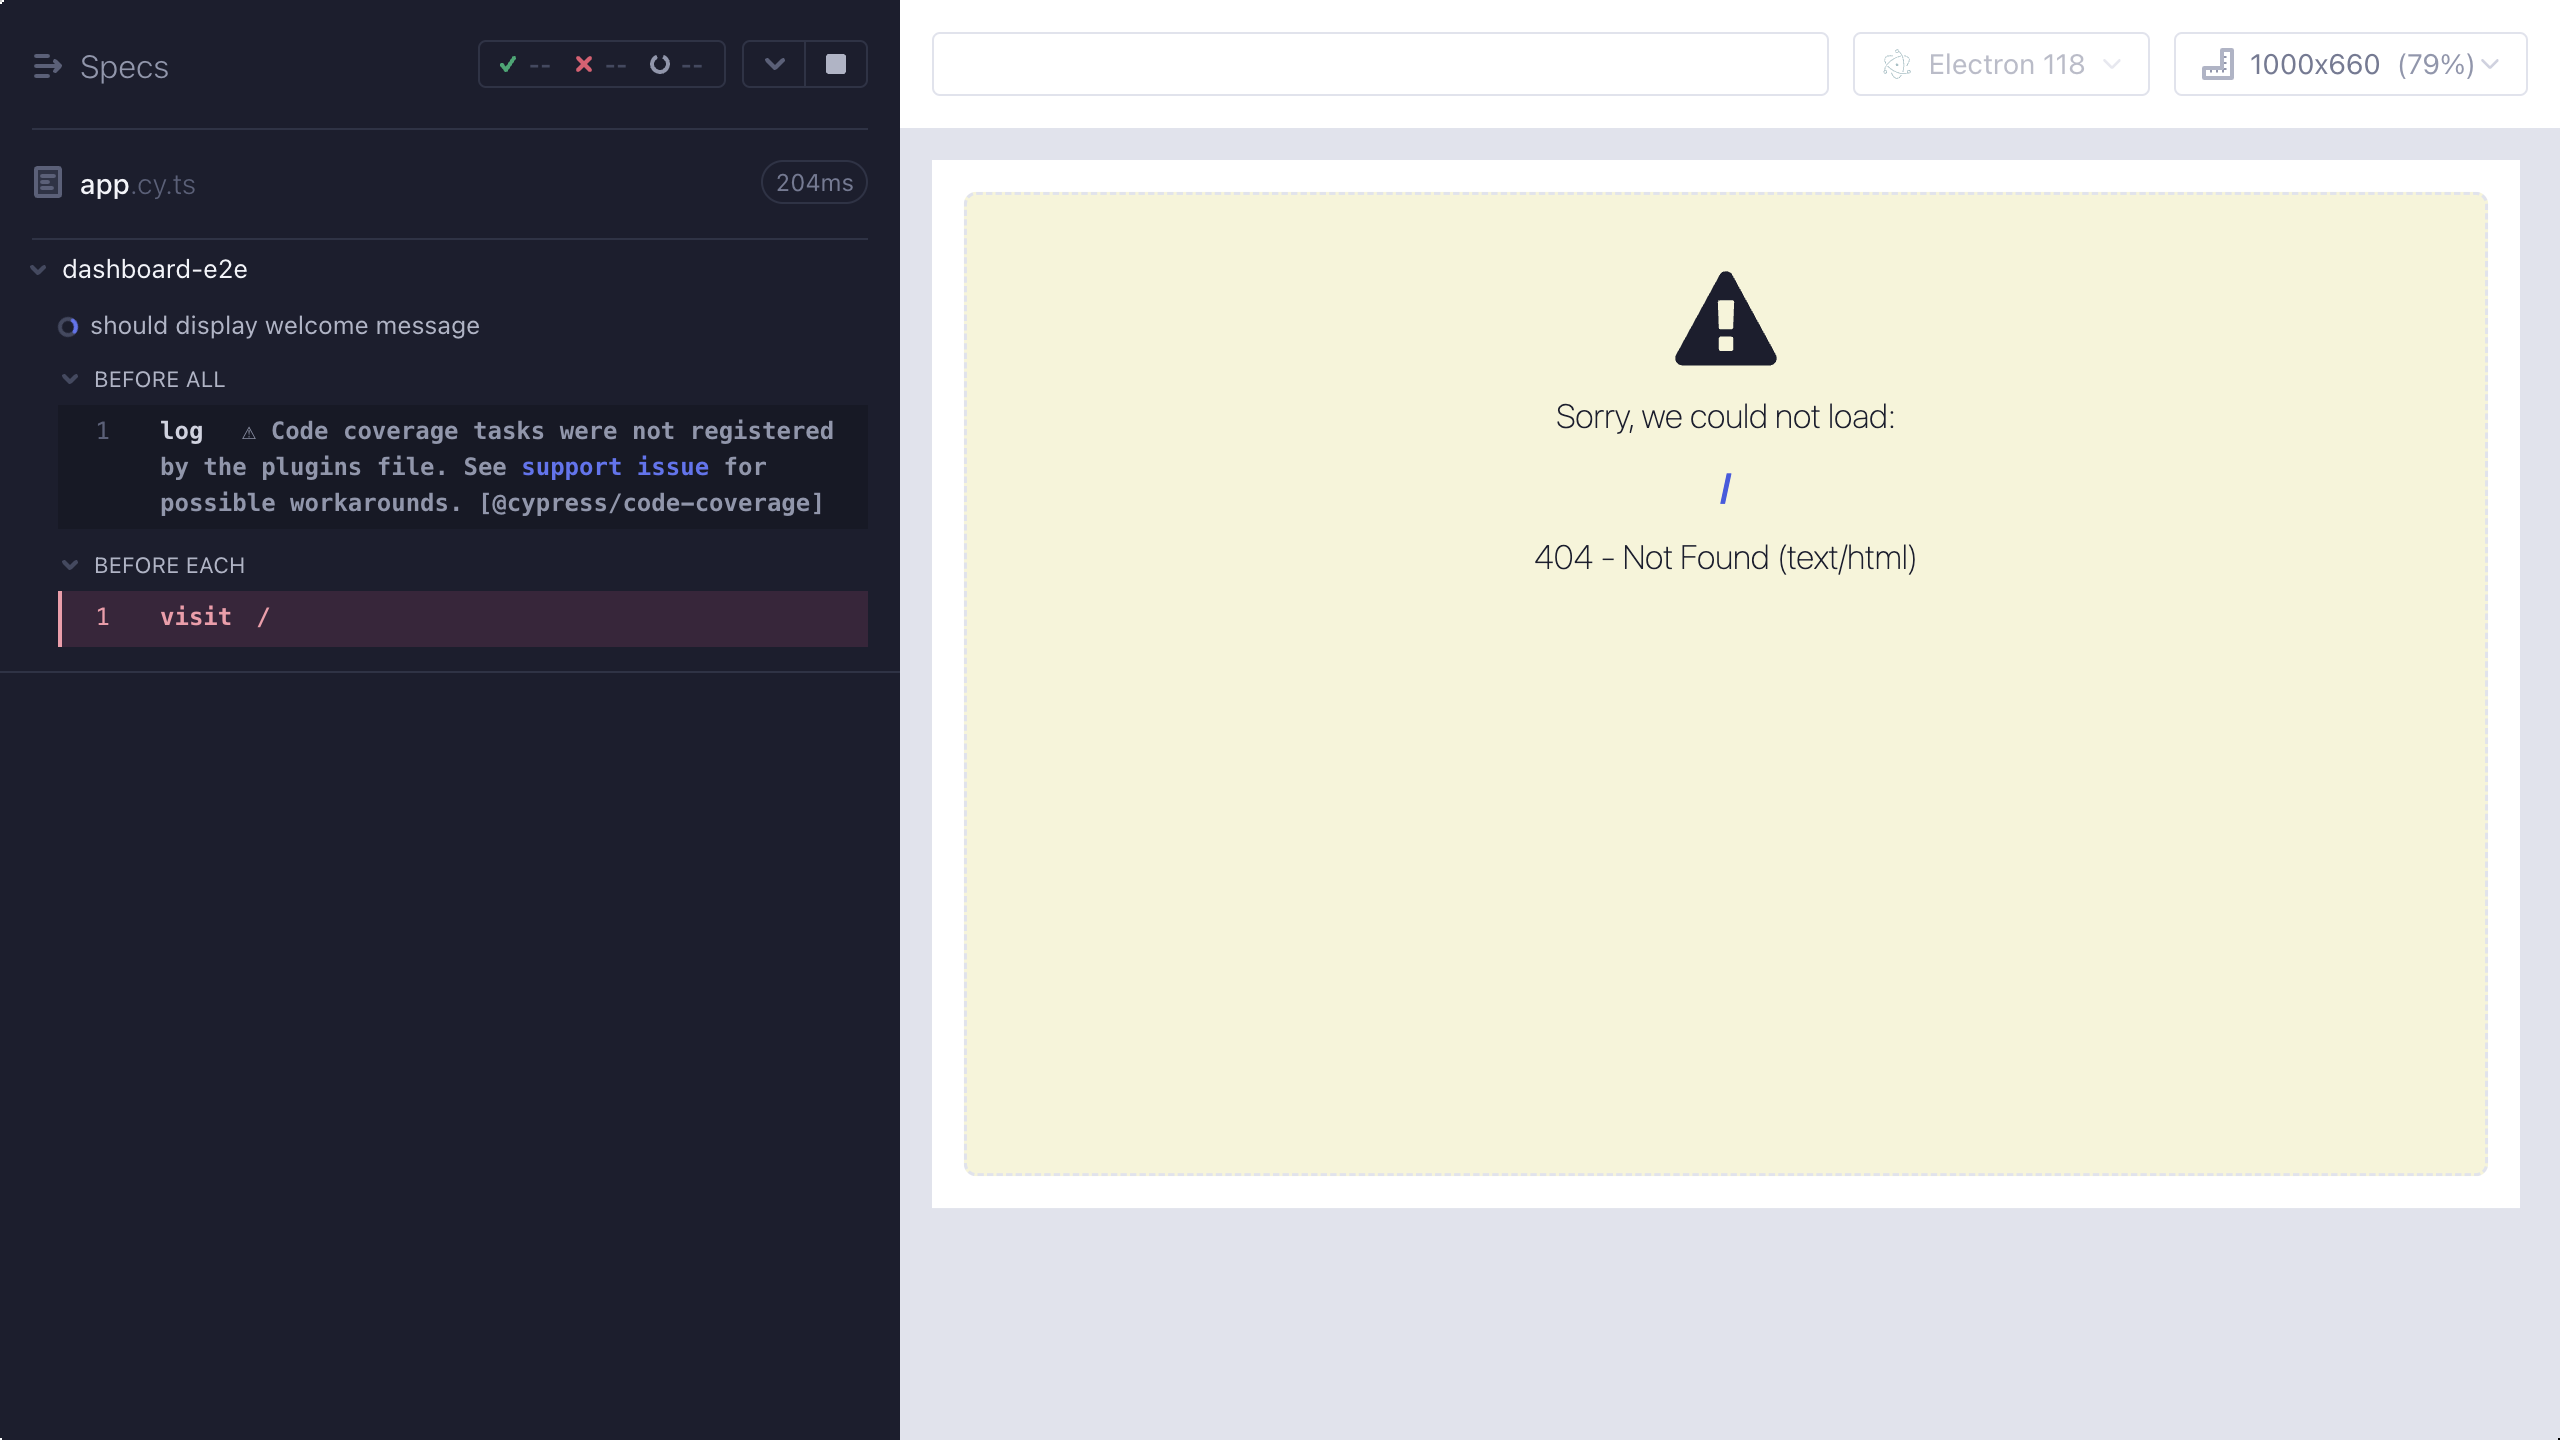 Specs
-- -- --
app.cy.ts
204ms
dashboard-e2e
should display welcome message
BEFORE ALL
1 log ⚠ Code coverage tasks were not registered
by the plugins file. See support issue for
possible workarounds. [@cypress/code-coverage]
BEFORE EACH
1 visit /
Electron 118
1000x660 (79%)
Sorry, we could not load:
/
404 - Not Found (text/html)